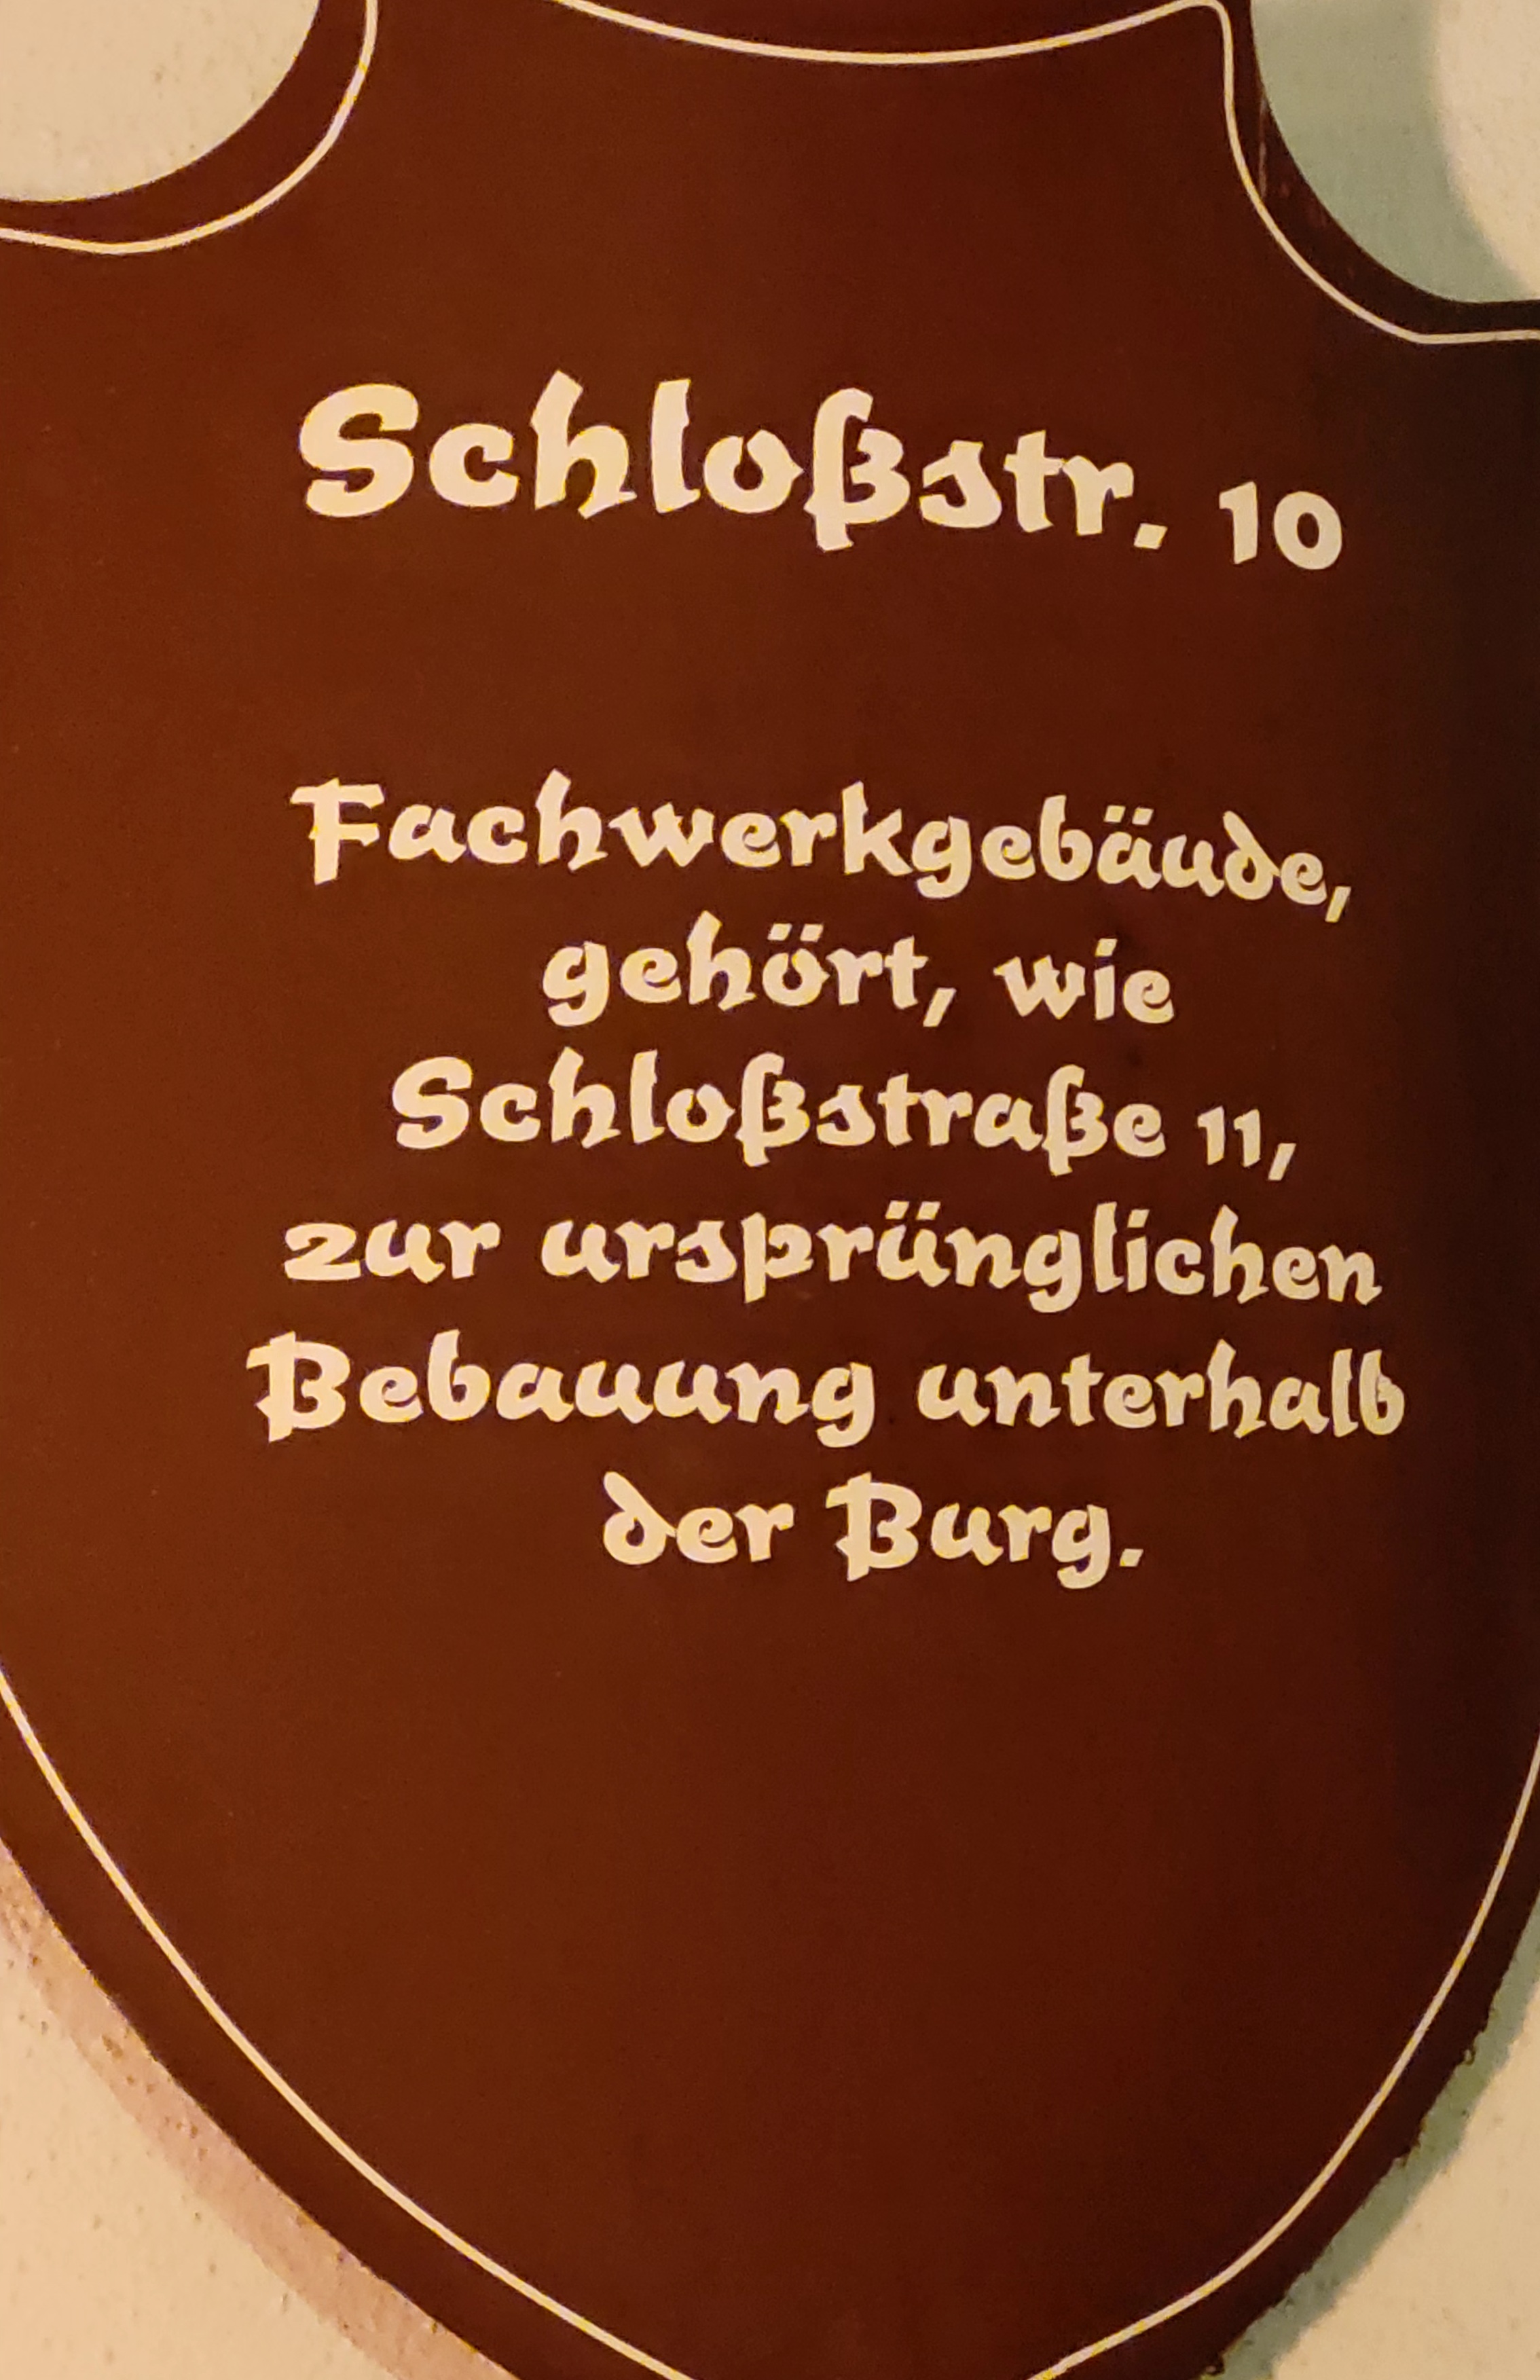 Schloßstr. 10
Fachwerkgebäude,
gehört, wie
Schloßstraße 11,
zur ursprünglichen
Bebauung unterhalb
der Burg.